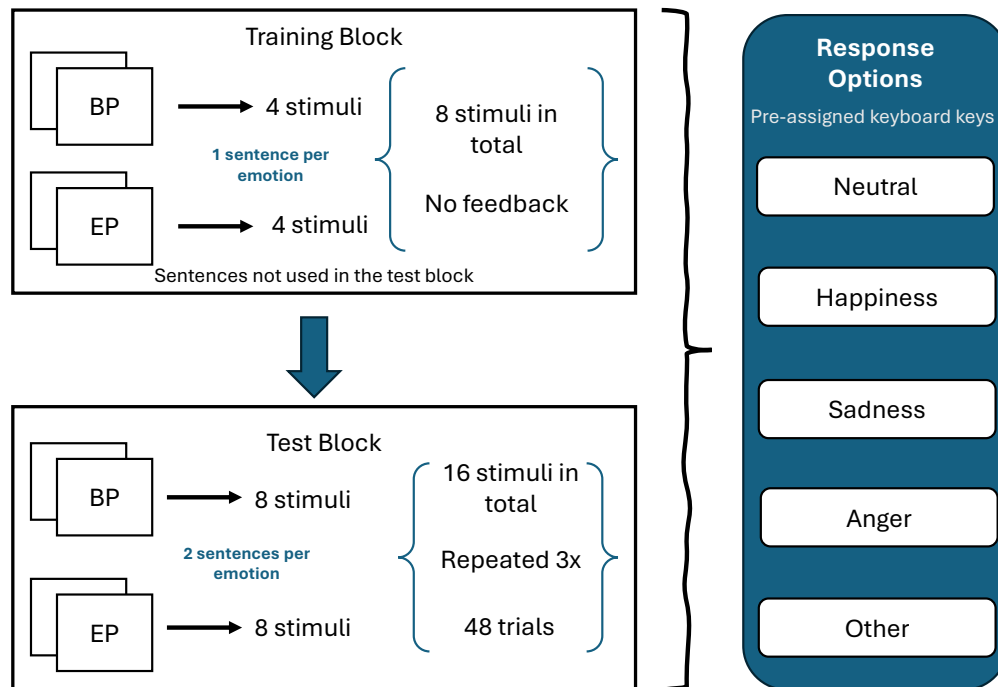 Training Block
BP
4 stimuli
1 sentence per
emotion
EP
4 stimuli
8 stimuli in
total
No feedback
Sentences not used in the test block
Test Block
BP
8 stimuli
2 sentences per
emotion
EP
8 stimuli
16 stimuli in
total
Repeated 3x
48 trials
Response
Options
Pre-assigned keyboard keys
Neutral
Happiness
Sadness
Anger
Other